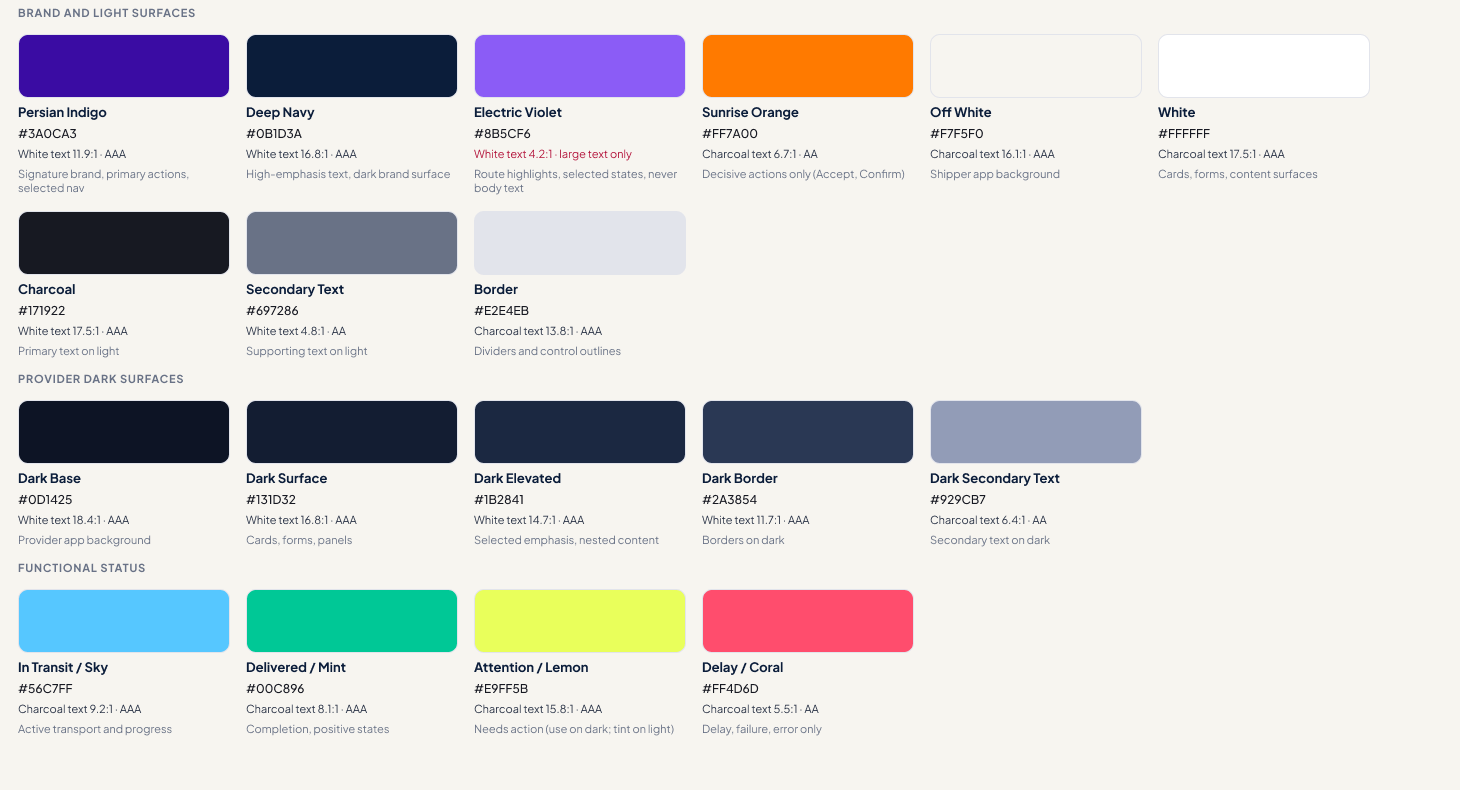 BRAND AND LIGHT SURFACES
Persian Indigo
#3A0CA3
White text 11.9:1 · AAA
Signature brand, primary actions,
selected nav
Deep Navy
#0B1D3A
White text 16.8:1 · AAA
High-emphasis text, dark brand surface
Electric Violet
#8B5CF6
White text 4.2:1 · large text only
Route highlights, selected states, never
body text
Sunrise Orange
#FF7A00
Charcoal text 6.7:1 · AA
Decisive actions only (Accept, Confirm)
Off White
#F7F5F0
Charcoal text 16.1:1 · AAA
Shipper app background
White
#FFFFFF
Charcoal text 17.5:1 · AAA
Cards, forms, content surfaces
Charcoal
#171922
White text 17.5:1 · AAA
Primary text on light
Secondary Text
#697286
White text 4.8:1 · AA
Supporting text on light
Border
#E2E4EB
Charcoal text 13.8:1 · AAA
Dividers and control outlines
PROVIDER DARK SURFACES
Dark Base
#0D1425
White text 18.4:1 · AAA
Provider app background
Dark Surface
#131D32
White text 16.8:1 · AAA
Cards, forms, panels
Dark Elevated
#1B2841
White text 14.7:1 · AAA
Selected emphasis, nested content
Dark Border
#2A3854
White text 11.7:1 · AAA
Borders on dark
Dark Secondary Text
#929CB7
Charcoal text 6.4:1 · AA
Secondary text on dark
FUNCTIONAL STATUS
In Transit / Sky
#56C7FF
Charcoal text 9.2:1 · AAA
Active transport and progress
Delivered / Mint
#00C896
Charcoal text 8.1:1 · AAA
Completion, positive states
Attention / Lemon
#E9FF5B
Charcoal text 15.8:1 · AAA
Needs action (use on dark; tint on light)
Delay / Coral
#FF4D6D
Charcoal text 5.5:1 · AA
Delay, failure, error only